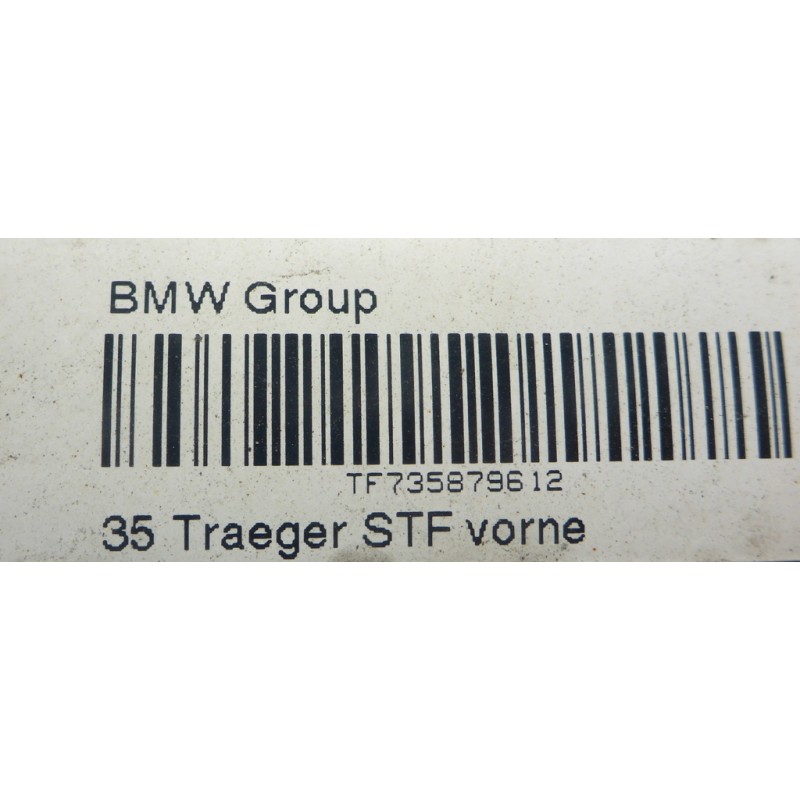 BMW Group
TF735879612
35 Traeger STF vorne